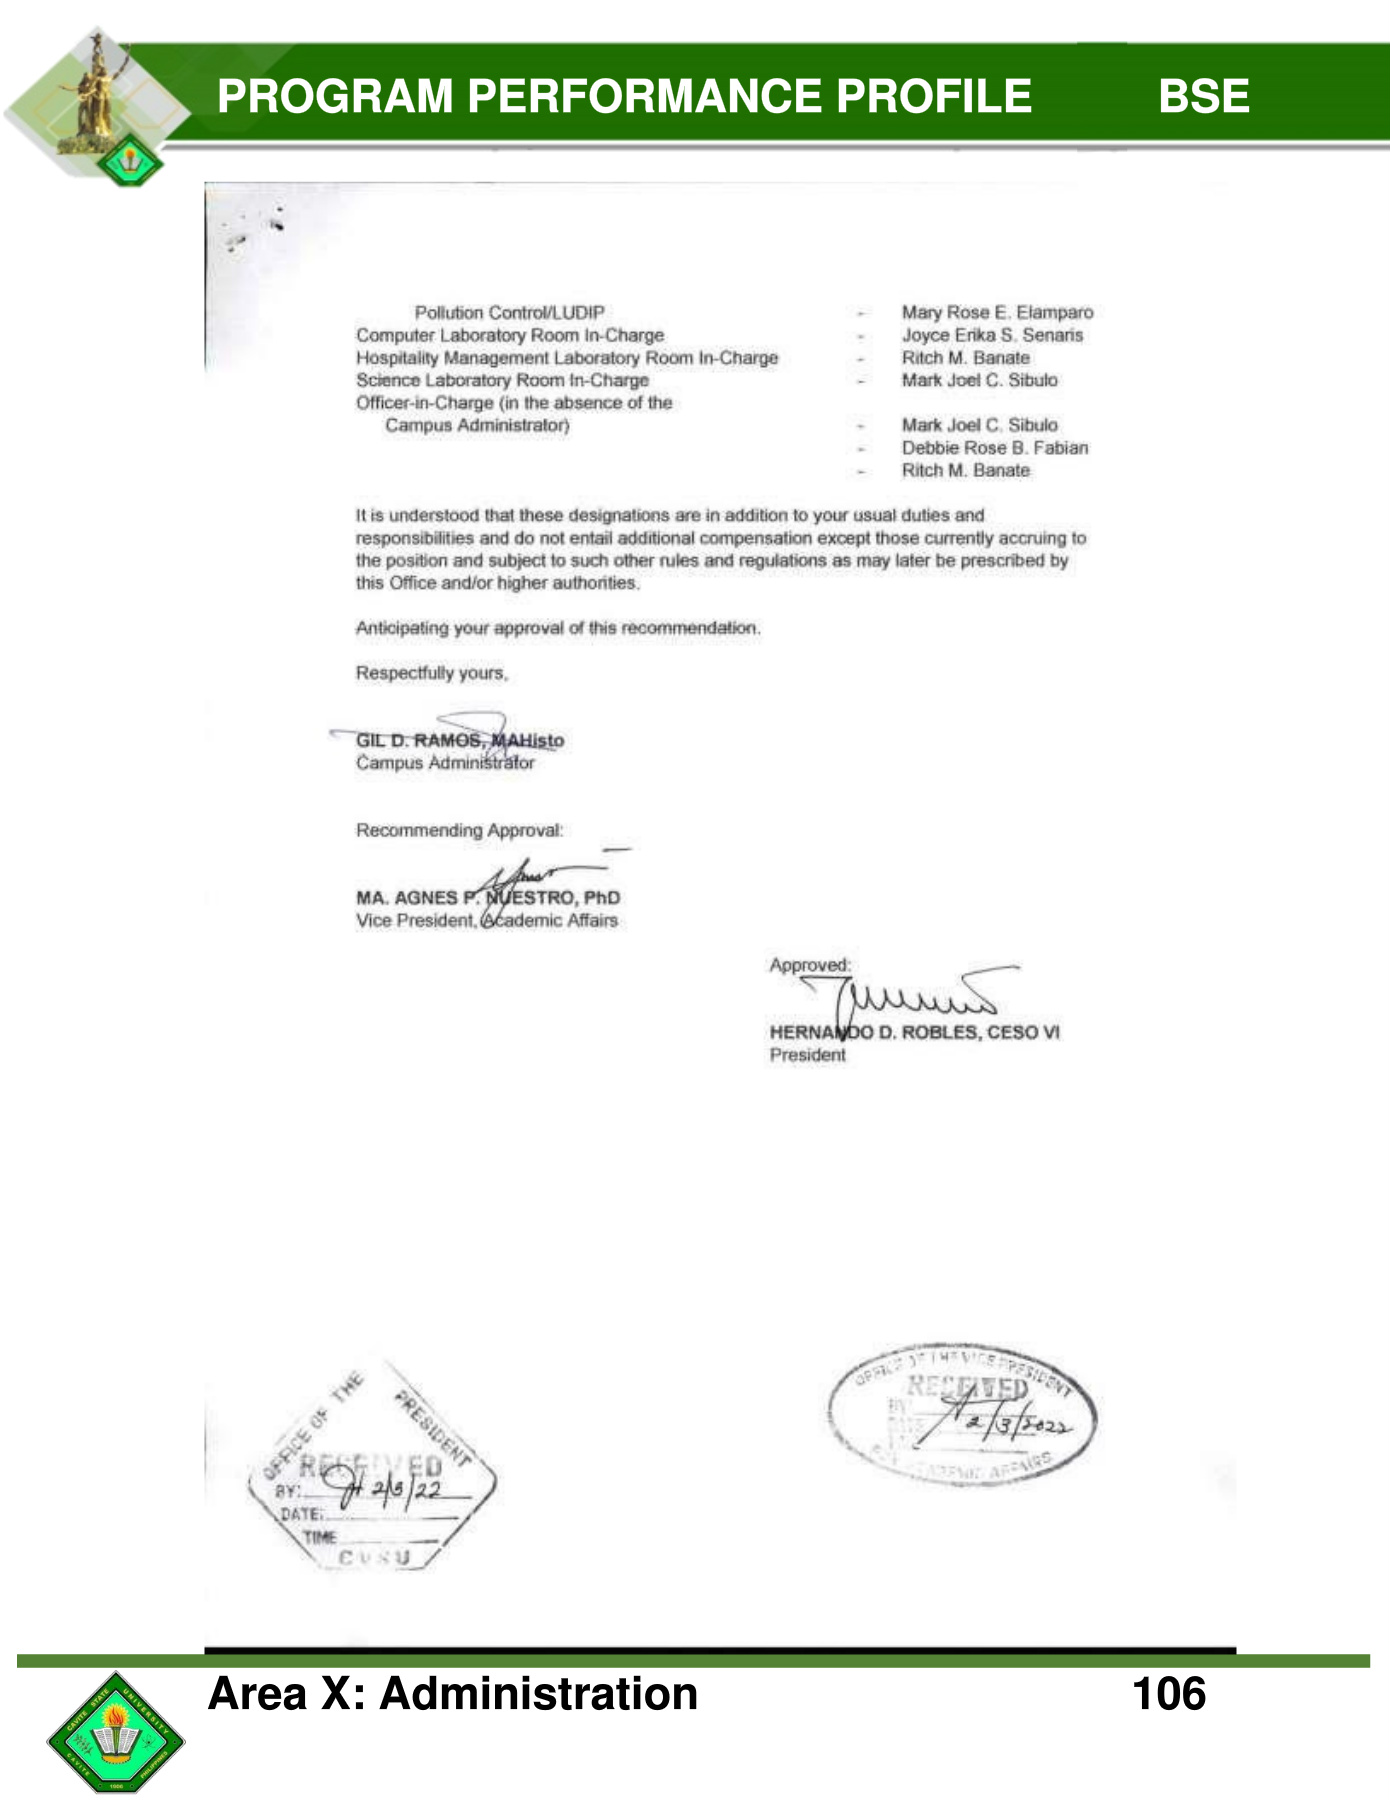 PROGRAM PERFORMANCE PROFILE BSE
Pollution Control/LUDIP - Mary Rose E. Elamparo
Computer Laboratory Room In-Charge - Joyce Erika S. Senaris
Hospitality Management Laboratory Room In-Charge - Ritch M. Banate
Science Laboratory Room In-Charge - Mark Joel C. Sibulo
Officer-in-Charge (in the absence of the
Campus Administrator) - Mark Joel C. Sibulo
- Debbie Rose B. Fabian
- Ritch M. Banate
It is understood that these designations are in addition to your usual duties and
responsibilities and do not entail additional compensation except those currently accruing to
the position and subject to such other rules and regulations as may later be prescribed by
this Office and/or higher authorities.
Anticipating your approval of this recommendation.
Respectfully yours,
GIL D. RAMOS, MAHisto
Campus Administrator
Recommending Approval:
MA. AGNES P. NUESTRO, PhD
Vice President, Academic Affairs
Approved:
HERNANDO D. ROBLES, CESO VI
President
OFFICE OF THE PRESIDENT
RECEIVED
BY: 2/3/22
DATE:
TIME
CVSU
OFFICE OF THE VICE PRESIDENT
RECEIVED
BY:
DATE 2/3/2022
ACADEMIC AFFAIRS
Area X: Administration 106
CAVITE STATE UNIVERSITY
CAVITE PHILIPPINES
1906